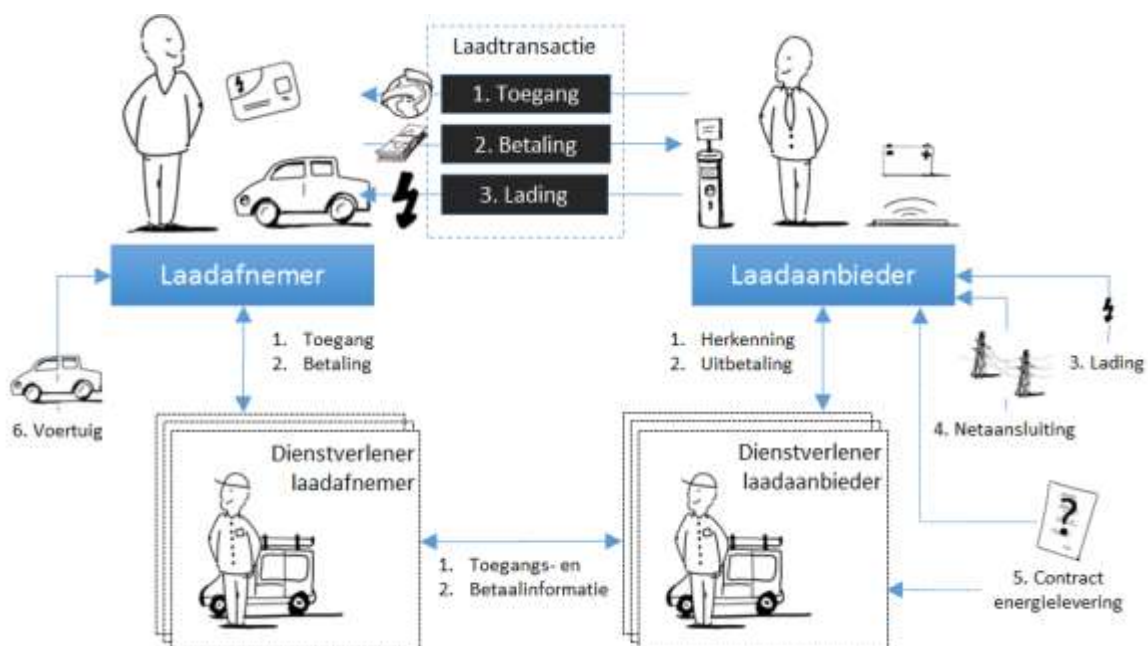 Laadtransactie
1. Toegang
2. Betaling
3. Lading
Laadafnemer
Laadaanbieder
1. Toegang
2. Betaling
1. Herkenning
2. Uitbetaling
3. Lading
6. Voertuig
4. Netaansluiting
Dienstverlener
laadafnemer
Dienstverlener
laadaanbieder
1. Toegangs- en
2. Betaalinformatie
?
5. Contract
energielevering